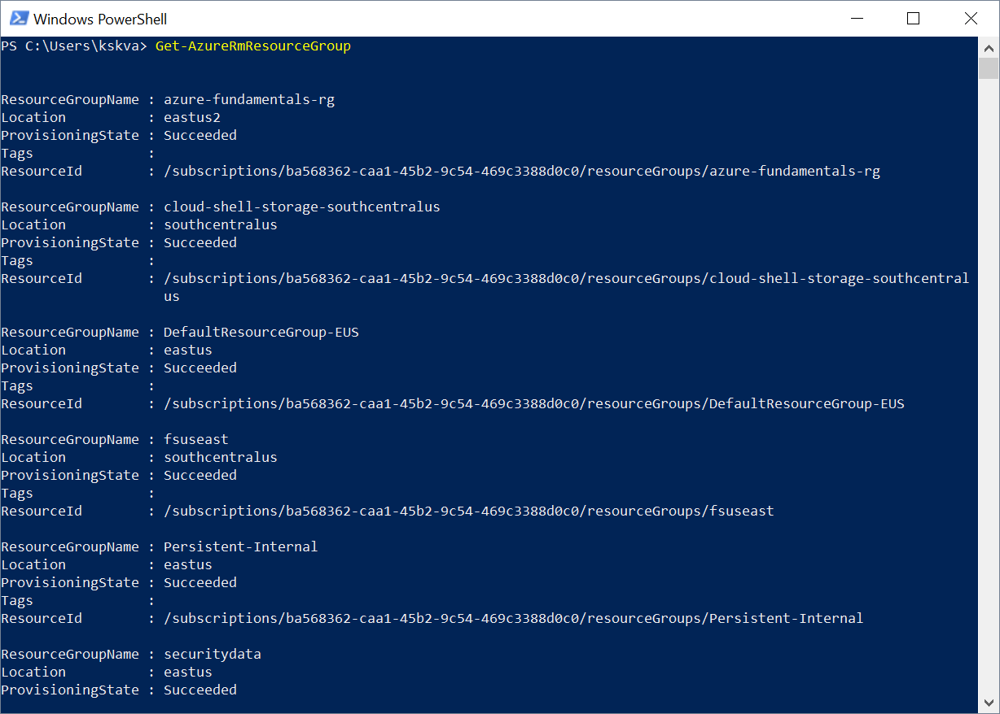 Windows PowerShell
PS C:\Users\kskva> Get-AzureRmResourceGroup
ResourceGroupName : azure-fundamentals-rg
Location          : eastus2
ProvisioningState : Succeeded
Tags              :
ResourceId        : /subscriptions/ba568362-caa1-45b2-9c54-469c3388d0c0/resourceGroups/azure-fundamentals-rg
ResourceGroupName : cloud-shell-storage-southcentralus
Location          : southcentralus
ProvisioningState : Succeeded
Tags              :
ResourceId        : /subscriptions/ba568362-caa1-45b2-9c54-469c3388d0c0/resourceGroups/cloud-shell-storage-southcentral
                    us
ResourceGroupName : DefaultResourceGroup-EUS
Location          : eastus
ProvisioningState : Succeeded
Tags              :
ResourceId        : /subscriptions/ba568362-caa1-45b2-9c54-469c3388d0c0/resourceGroups/DefaultResourceGroup-EUS
ResourceGroupName : fsuseast
Location          : southcentralus
ProvisioningState : Succeeded
Tags              :
ResourceId        : /subscriptions/ba568362-caa1-45b2-9c54-469c3388d0c0/resourceGroups/fsuseast
ResourceGroupName : Persistent-Internal
Location          : eastus
ProvisioningState : Succeeded
Tags              :
ResourceId        : /subscriptions/ba568362-caa1-45b2-9c54-469c3388d0c0/resourceGroups/Persistent-Internal
ResourceGroupName : securitydata
Location          : eastus
ProvisioningState : Succeeded